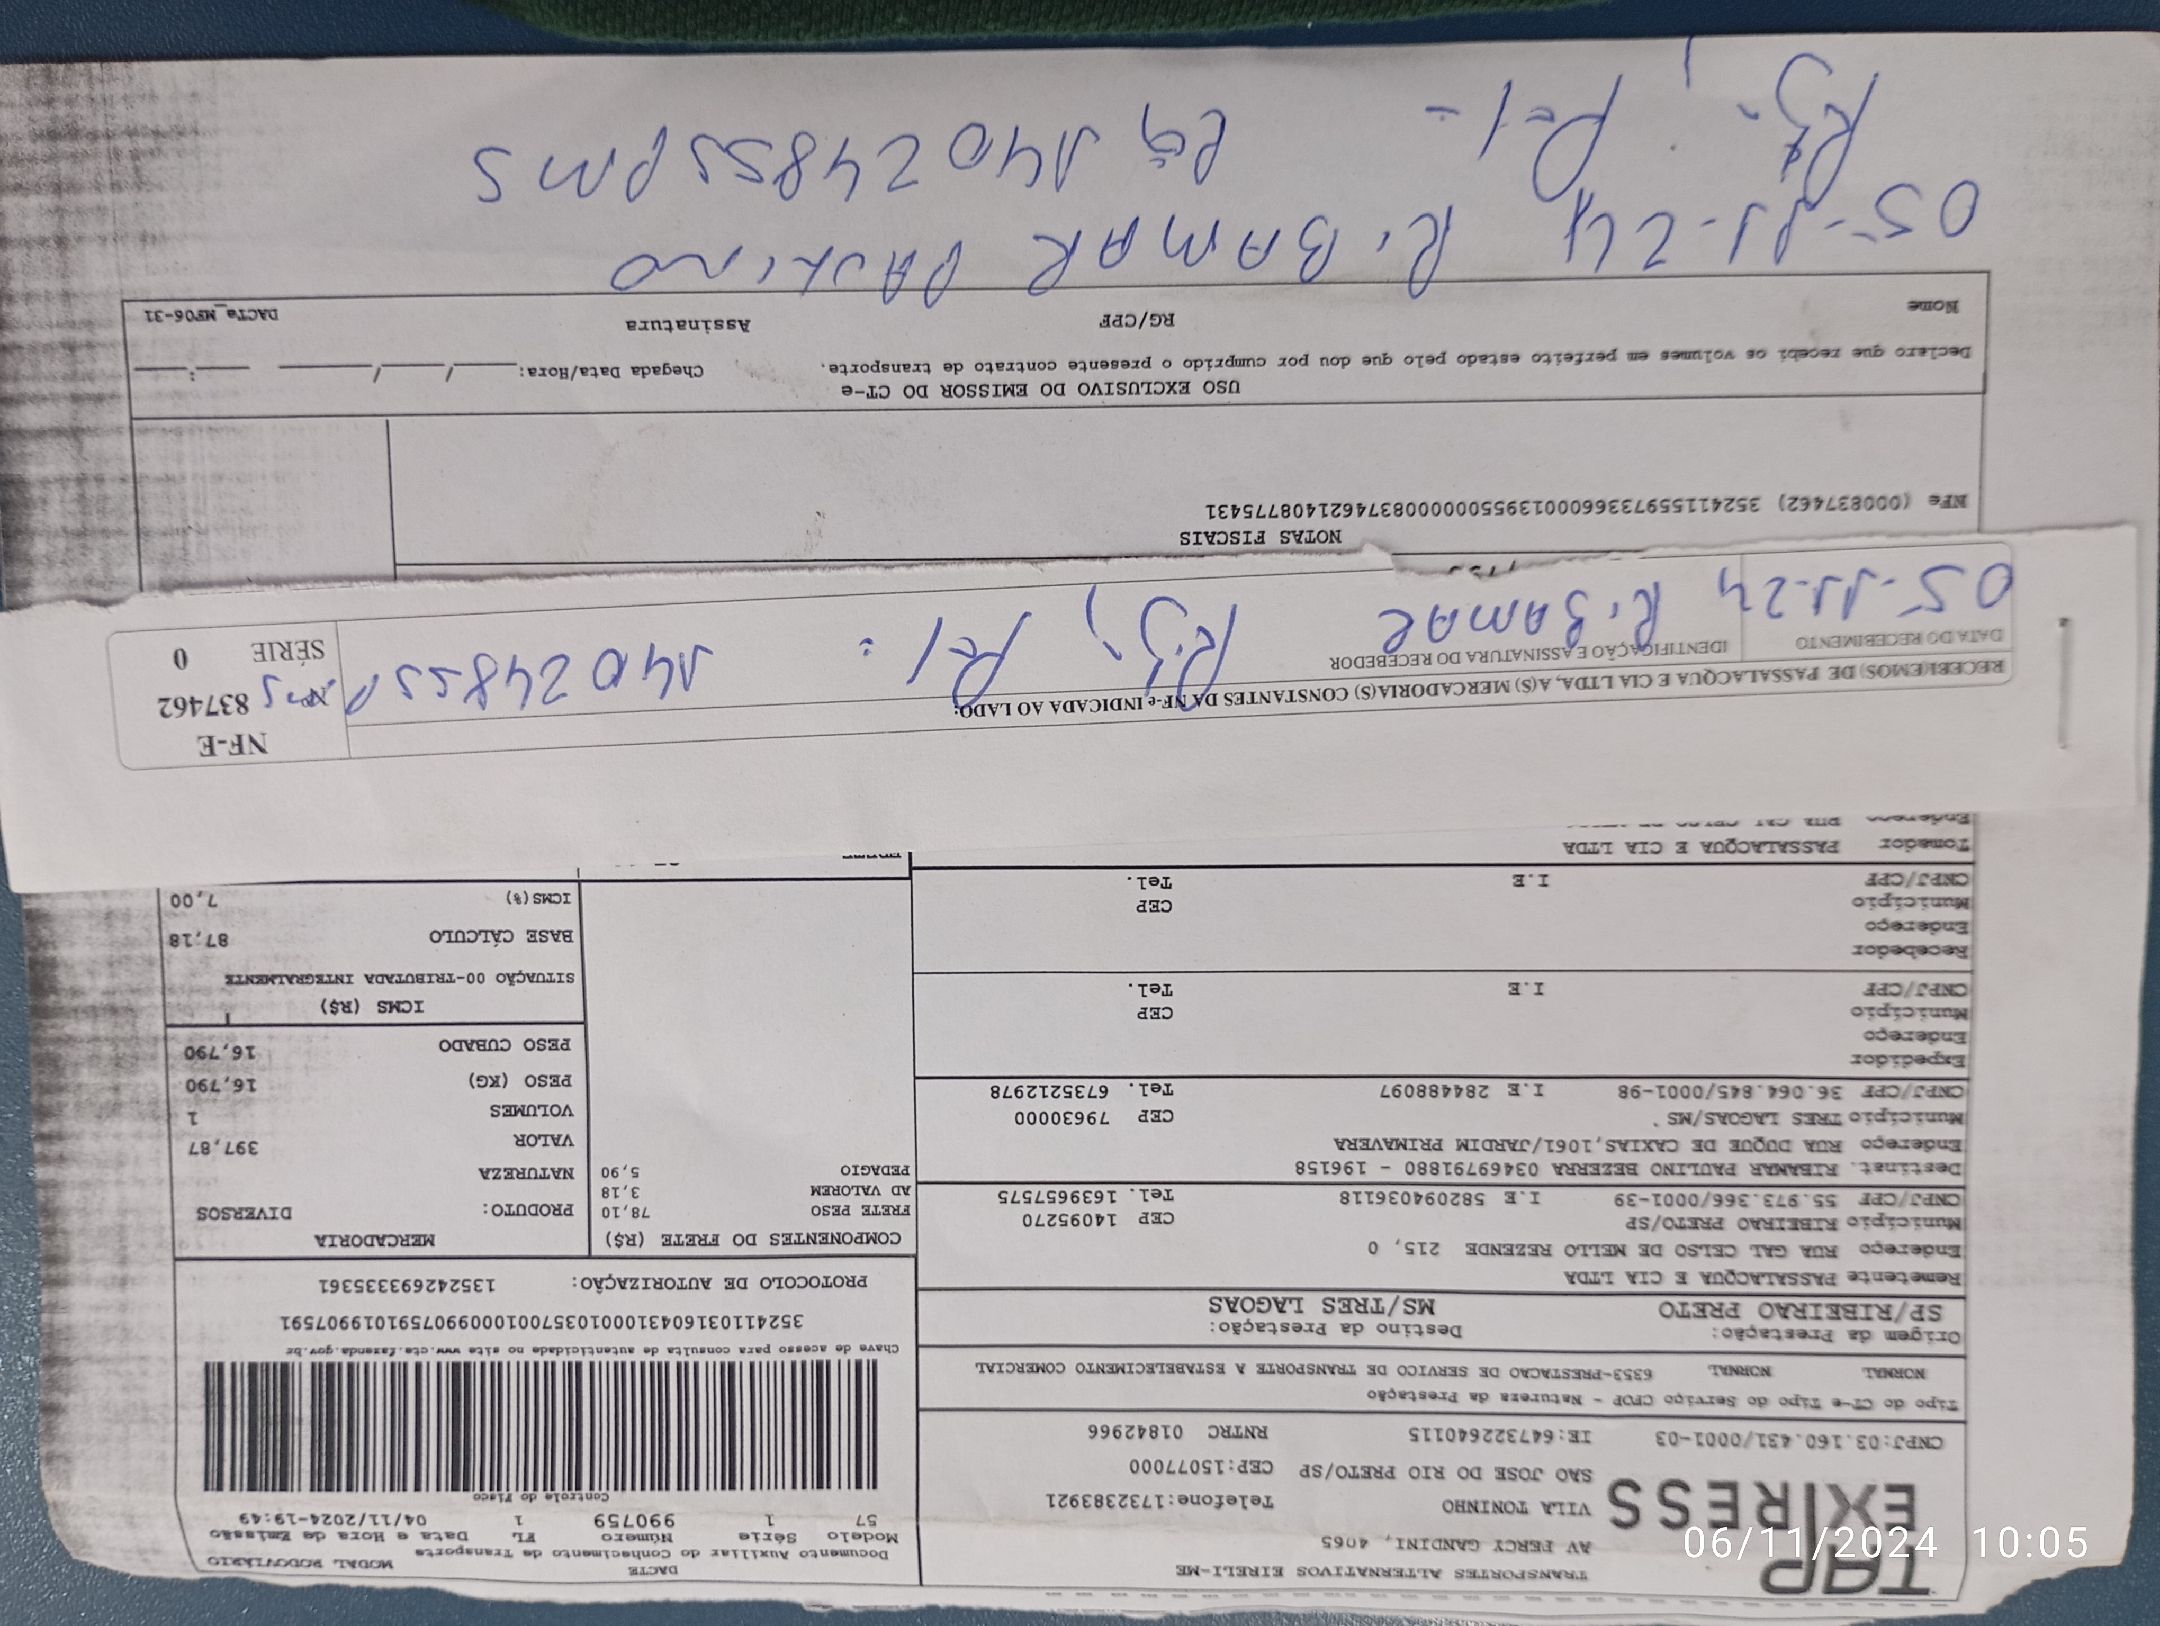 TRANSPORTES ALTERNATIVOS EIRELI-ME
TAP EXPRESS
AV PERCY GANDINI, 4065
VILA TONINHO
Telefone:1732383921
SAO JOSE DO RIO PRETO/SP CEP:15077000
CNPJ:03.160.431/0001-03 IE:647322640115 RNTRC 01842966
DACTE
Documento Auxiliar do Conhecimento de Transporte
MODAL RODOVIÁRIO
Modelo Série Número FL Data e Hora de Emissão
57 1 990759 1 04/11/2024-19:49
Controle do Fisco
Chave de acesso para consulta de autenticidade no site www.cte.fazenda.gov.br
35241103160431000103570010009907591019907591
PROTOCOLO DE AUTORIZAÇÃO: 135242693335361
Tipo do CT-e Tipo do Serviço CFOP - Natureza da Prestação
NORMAL NORMAL 6353-PRESTACAO DE SERVICO DE TRANSPORTE A ESTABELECIMENTO COMERCIAL
Origem da Prestação: Destino da Prestação:
SP/RIBEIRAO PRETO MS/TRES LAGOAS
Remetente PASSALACQUA E CIA LTDA
Endereço RUA GAL CELSO DE MELLO REZENDE 215, 0
Município RIBEIRAO PRETO/SP CEP 14095270
CNPJ/CPF 55.973.366/0001-39 I.E 582094036118 Tel. 1639657575
Destinat. RIBAMAR PAULINO BEZERRA 03469791880 - 196158
Endereço RUA DUQUE DE CAXIAS,1061/JARDIM PRIMAVERA
Município TRES LAGOAS/MS CEP 79630000
CNPJ/CPF 36.064.845/0001-98 I.E 284488097 Tel. 6735212978
Expedidor
Endereço
Município CEP
CNPJ/CPF I.E Tel.
Recebedor
Endereço
Município CEP
CNPJ/CPF I.E Tel.
Tomador PASSALACQUA E CIA LTDA
COMPONENTES DO FRETE (R$)
FRETE PESO 78,10
AD VALOREM 3,18
PEDAGIO 5,90
MERCADORIA
PRODUTO: DIVERSOS
NATUREZA
VALOR 397,87
VOLUMES 1
PESO (KG) 16,790
PESO CUBADO 16,790
ICMS (R$)
SITUAÇÃO 00-TRIBUTADA INTEGRALMENTE
BASE CÁLCULO 87,18
ICMS(%) 7,00
NF-E
Nº 837462
SÉRIE 0
RECEBI(EMOS) DE PASSALACQUA E CIA LTDA, A(S) MERCADORIA(S) CONSTANTES DA NF-e INDICADA AO LADO:
DATA DO RECEBIMENTO IDENTIFICAÇÃO E ASSINATURA DO RECEBEDOR
05-11-24 RiBAMAR 14024855 Pms
NOTAS FISCAIS
NFe (000837462) 35241155973366000139550000008374621408775431
USO EXCLUSIVO DO EMISSOR DO CT-e
Declaro que recebi os volumes em perfeito estado pelo que dou por cumprido o presente contrato de transporte. Chegada Data/Hora: ____/____/____ ___:___
Nome RG/CPF Assinatura DACTe_MF06-31
05-11-24 RiBAMAR PAULiNO
14024855 PMS
06/11/2024 10:05